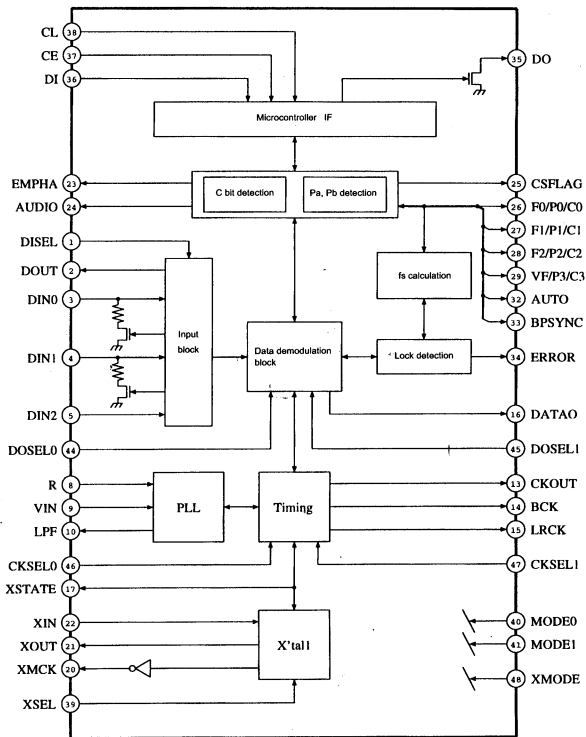 CL 38
CE 37
DI 36
35 DO
Microcontroller IF
EMPHA 23
AUDIO 24
C bit detection
Pa, Pb detection
25 CSFLAG
26 F0/P0/C0
27 F1/P1/C1
28 F2/P2/C2
29 VF/P3/C3
32 AUTO
33 BPSYNC
34 ERROR
DISEL 1
DOUT 2
DIN0 3
DIN1 4
DIN2 5
Input
block
fs calculation
Data demodulation
block
Lock detection
16 DATAO
DOSEL0 44
45 DOSEL1
R 8
VIN 9
LPF 10
PLL
Timing
13 CKOUT
14 BCK
15 LRCK
CKSEL0 46
47 CKSEL1
XSTATE 17
XIN 22
XOUT 21
XMCK 20
XSEL 39
X'tal1
40 MODE0
41 MODE1
48 XMODE